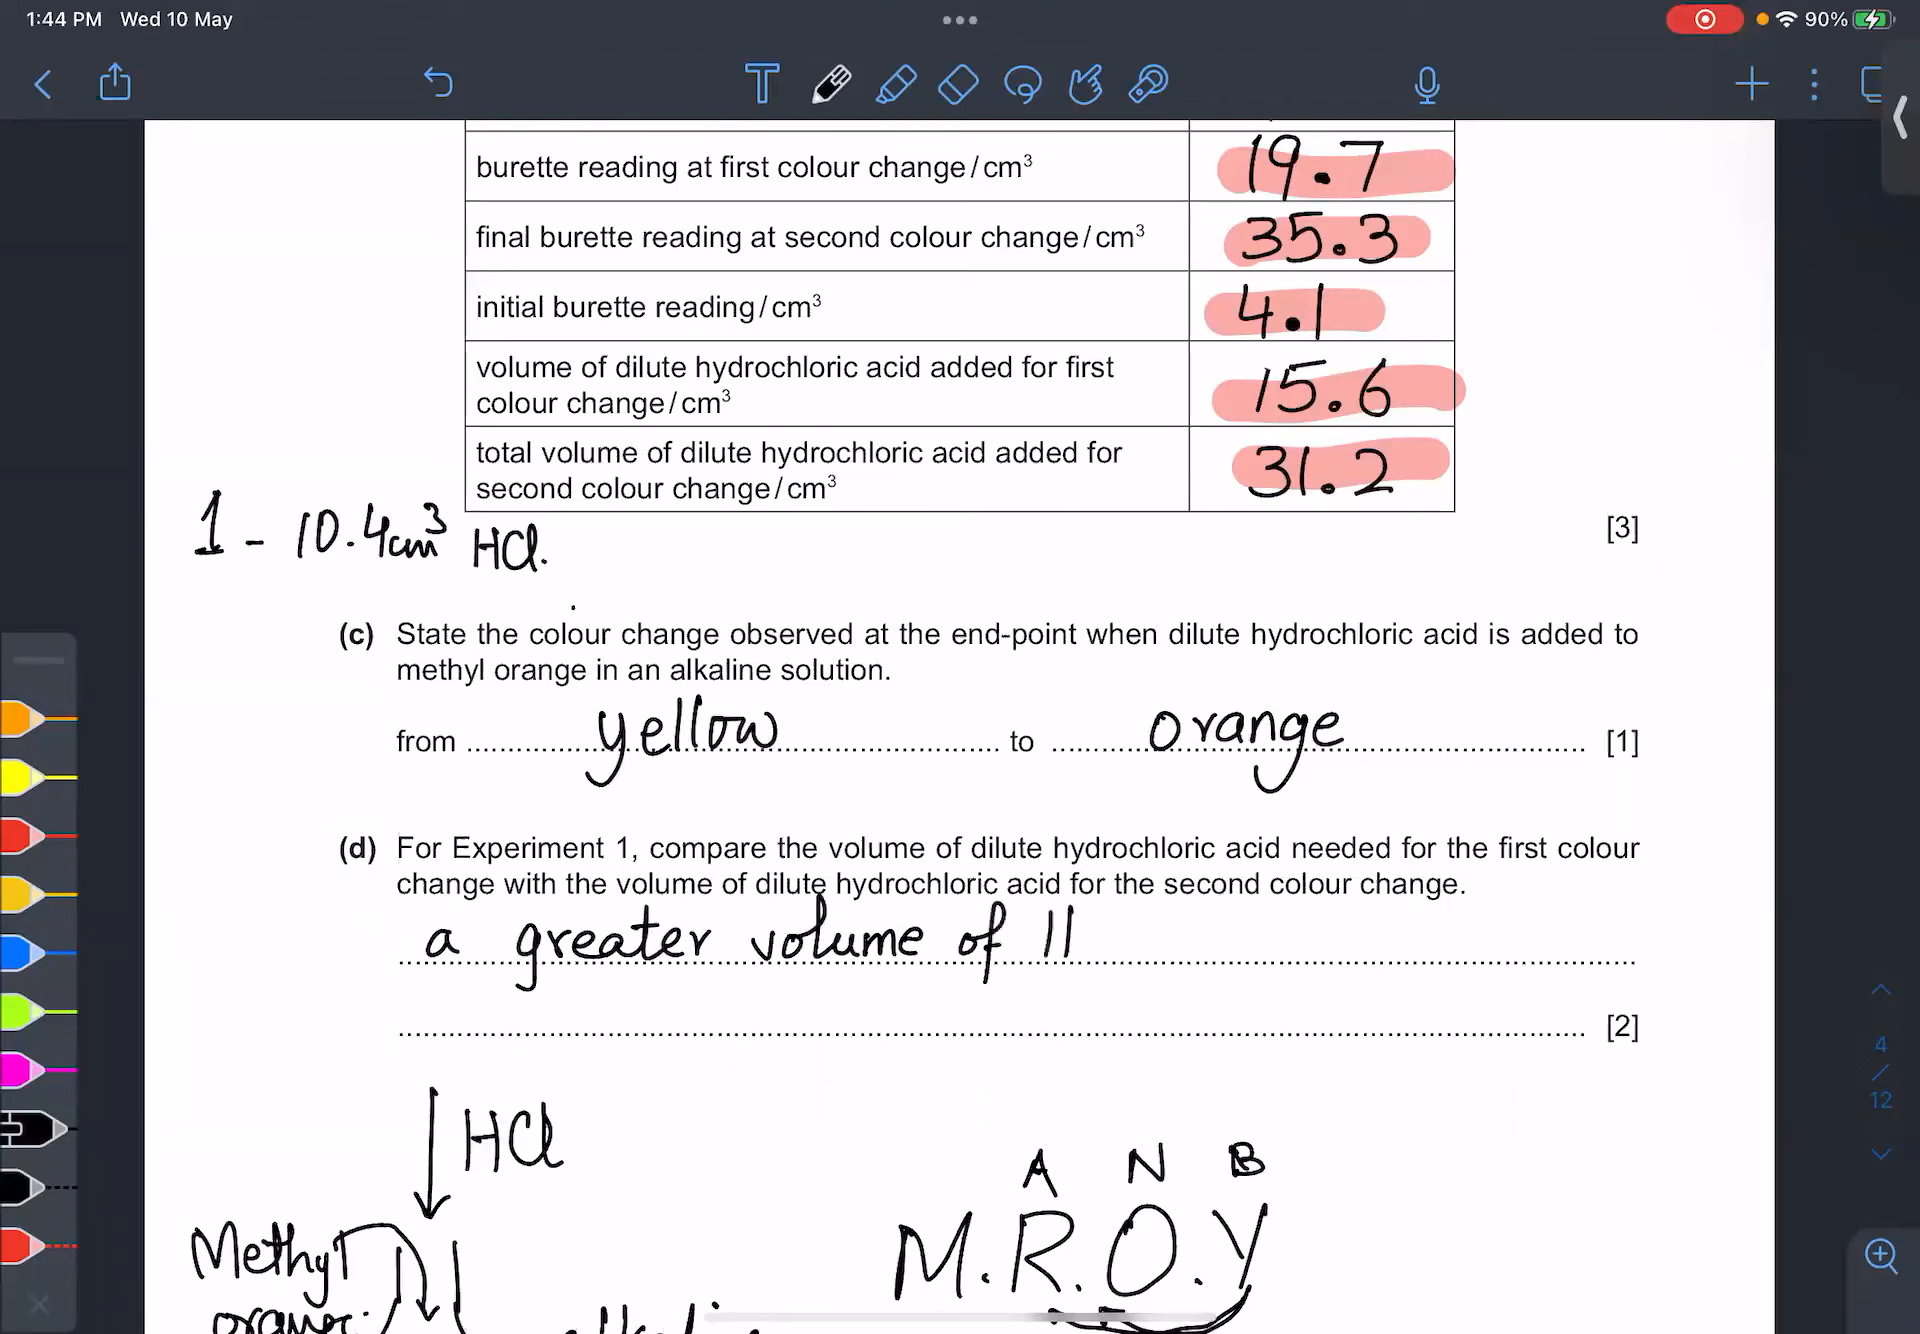 1:44 PM Wed 10 May
90%
burette reading at first colour change/cm³ 19.7
final burette reading at second colour change/cm³ 35.3
initial burette reading/cm³ 4.1
volume of dilute hydrochloric acid added for first
colour change/cm³ 15.6
total volume of dilute hydrochloric acid added for
second colour change/cm³ 31.2
[3]
1 - 10.4cm³ HCl.
(c) State the colour change observed at the end-point when dilute hydrochloric acid is added to
methyl orange in an alkaline solution.
from yellow to orange [1]
(d) For Experiment 1, compare the volume of dilute hydrochloric acid needed for the first colour
change with the volume of dilute hydrochloric acid for the second colour change.
a greater volume of
[2]
4
/
12
HCl
A N B
Methyl M.R.O.Y
orange